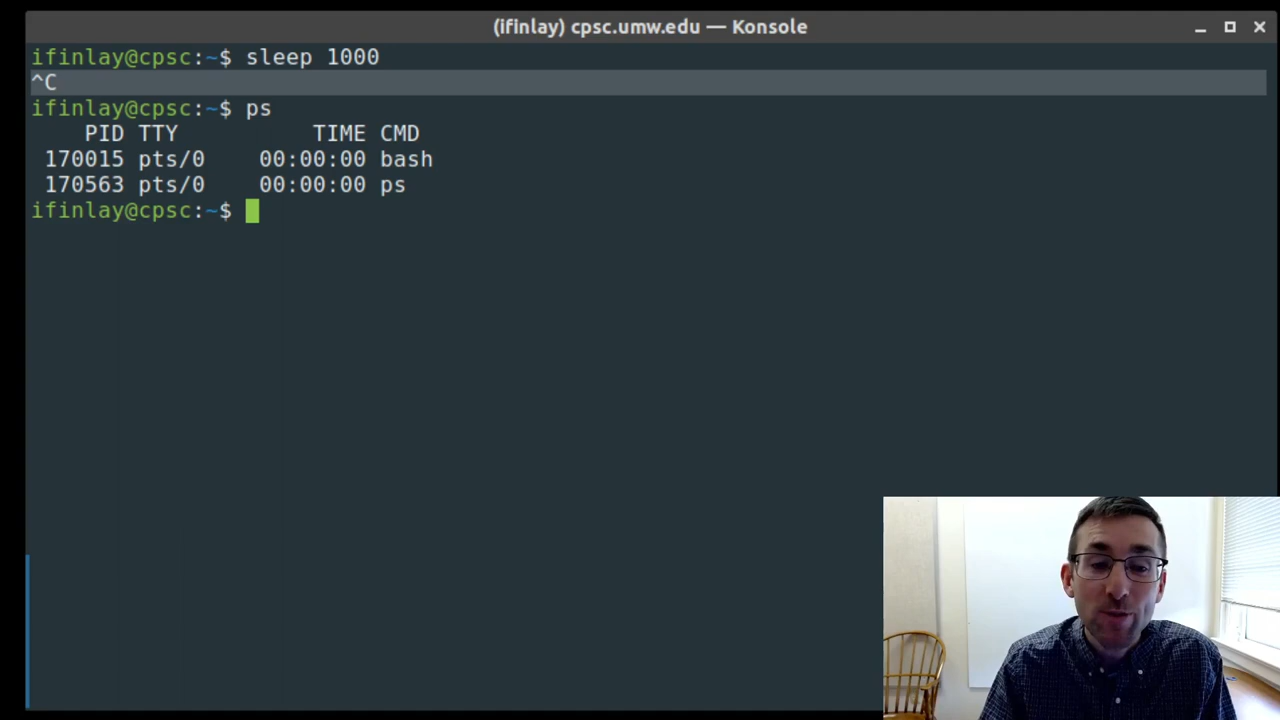 (ifinlay) cpsc.umw.edu — Konsole
ifinlay@cpsc:~$ sleep 1000
^C
ifinlay@cpsc:~$ ps
    PID TTY          TIME CMD
 170015 pts/0    00:00:00 bash
 170563 pts/0    00:00:00 ps
ifinlay@cpsc:~$